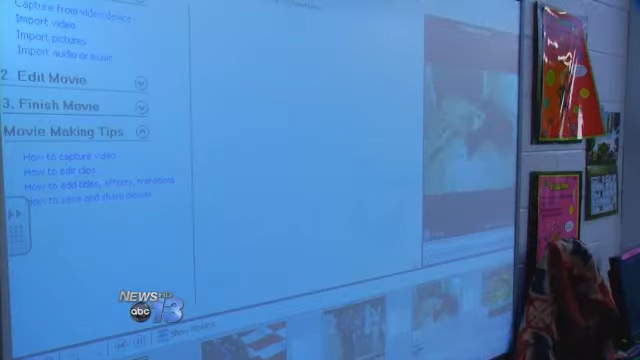 Capture from video device
Import video
Import pictures
Import audio or music
2. Edit Movie
3. Finish Movie
Movie Making Tips
How to capture video
How to edit clips
How to add titles, effects, transitions
How to save and share movies
NEWS
abc 13